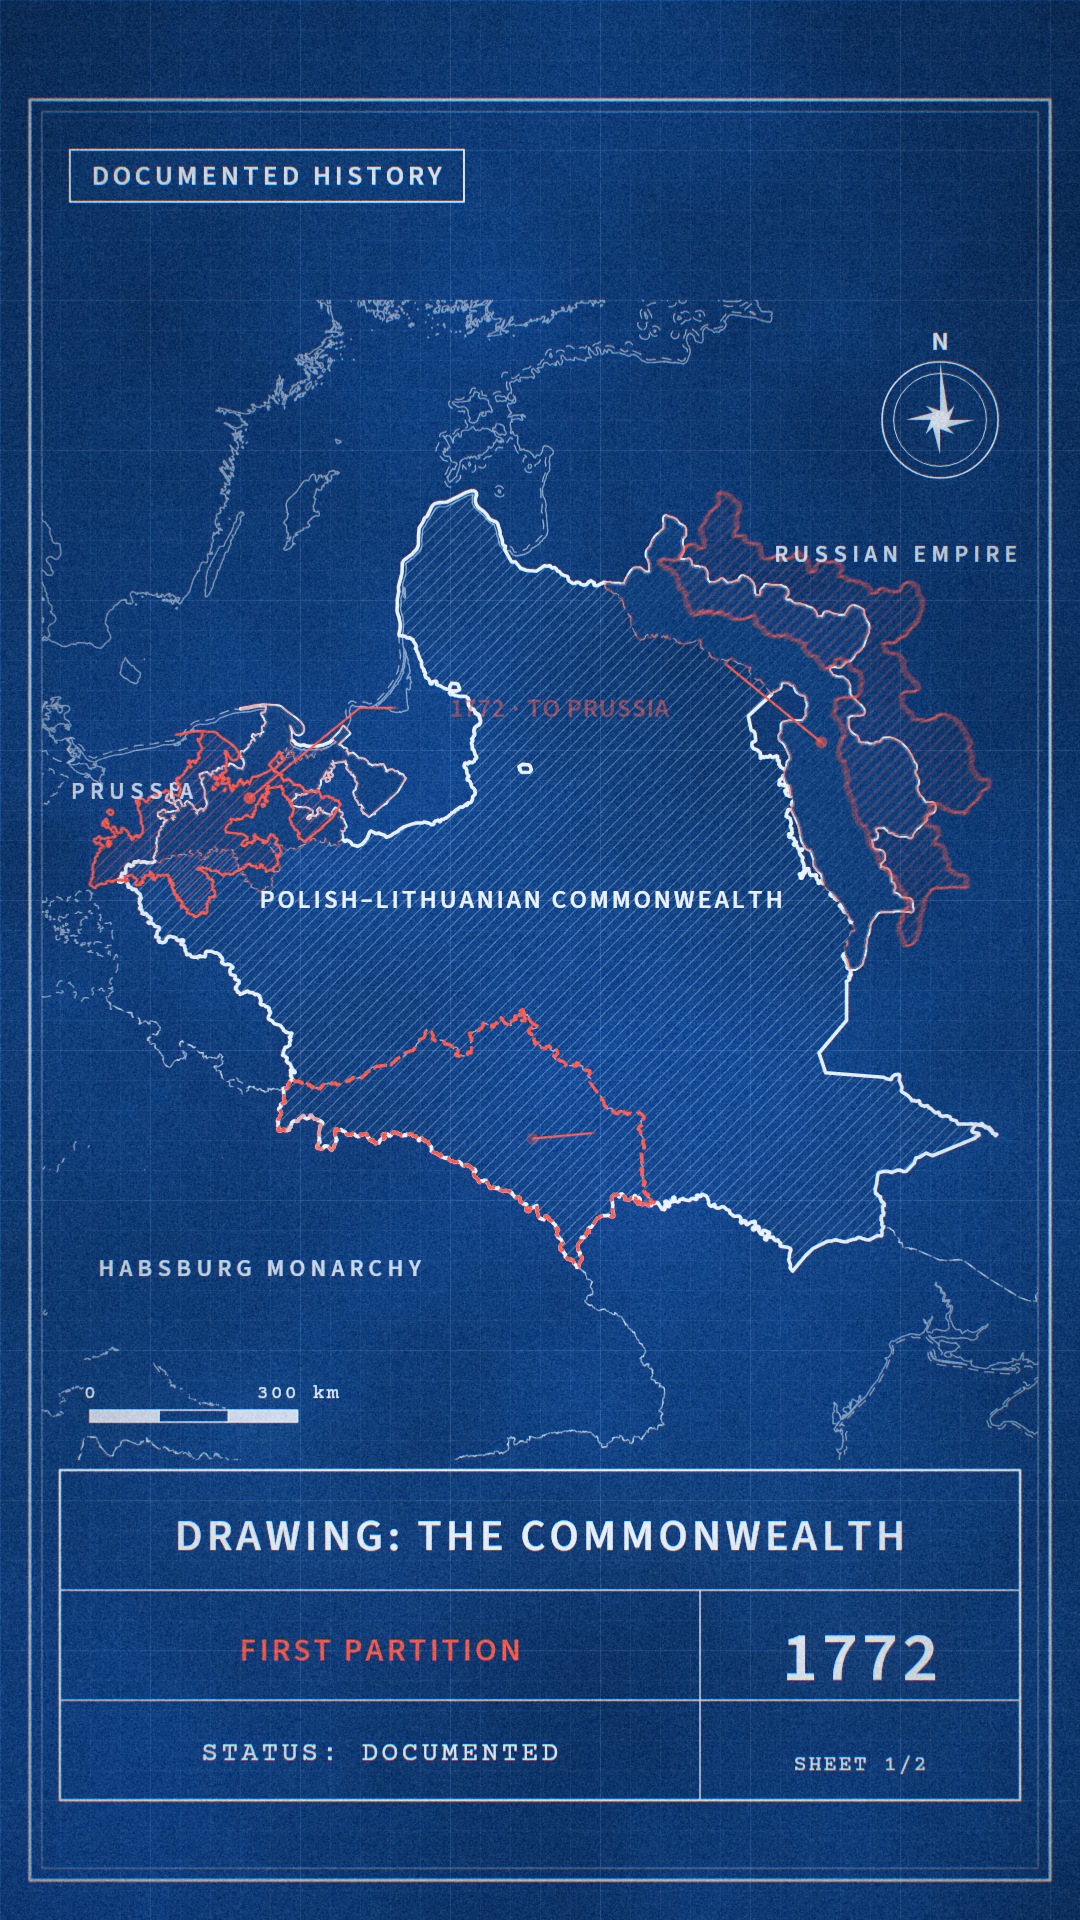 DOCUMENTED HISTORY
N
RUSSIAN EMPIRE
1772 · TO PRUSSIA
PRUSSIA
POLISH–LITHUANIAN COMMONWEALTH
HABSBURG MONARCHY
0 300 km
DRAWING: THE COMMONWEALTH
FIRST PARTITION
1772
STATUS: DOCUMENTED
SHEET 1/2